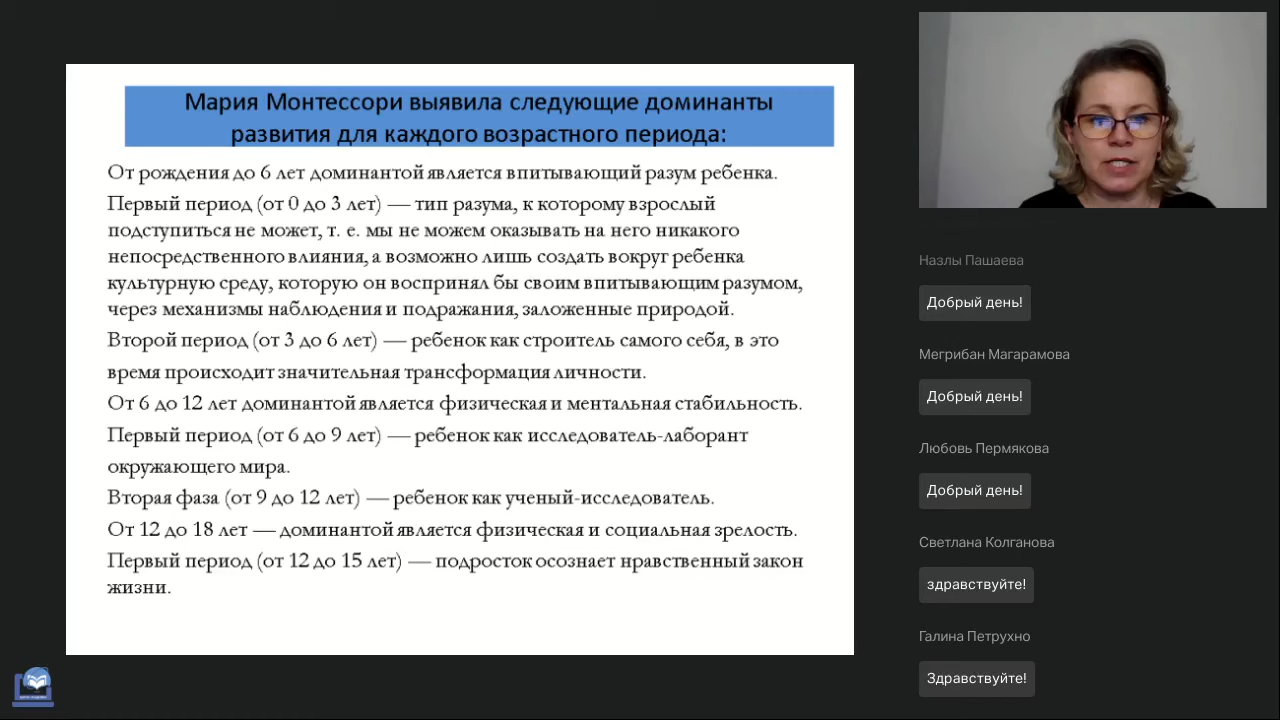 Мария Монтессори выявила следующие доминанты
развития для каждого возрастного периода:
От рождения до 6 лет доминантой является впитывающий разум ребенка.
Первый период (от 0 до 3 лет) — тип разума, к которому взрослый
подступиться не может, т. е. мы не можем оказывать на него никакого
непосредственного влияния, а возможно лишь создать вокруг ребенка
культурную среду, которую он воспринял бы своим впитывающим разумом,
через механизмы наблюдения и подражания, заложенные природой.
Второй период (от 3 до 6 лет) — ребенок как строитель самого себя, в это
время происходит значительная трансформация личности.
От 6 до 12 лет доминантой является физическая и ментальная стабильность.
Первый период (от 6 до 9 лет) — ребенок как исследователь-лаборант
окружающего мира.
Вторая фаза (от 9 до 12 лет) — ребенок как ученый-исследователь.
От 12 до 18 лет — доминантой является физическая и социальная зрелость.
Первый период (от 12 до 15 лет) — подросток осознает нравственный закон
жизни.
Назлы Пашаева
Добрый день!
Мегрибан Магарамова
Добрый день!
Любовь Пермякова
Добрый день!
Светлана Колганова
здравствуйте!
Галина Петрухно
Здравствуйте!